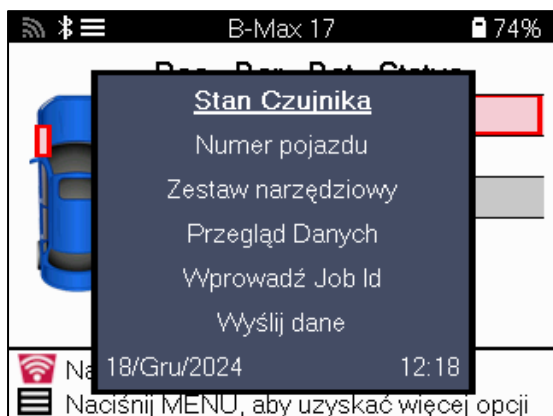 B-Max 17 74%
Stan Czujnika
Numer pojazdu
Zestaw narzędziowy
Przegląd Danych
Wprowadź Job Id
Wyślij dane
18/Gru/2024 12:18
Naciśnij MENU, aby uzyskać więcej opcji